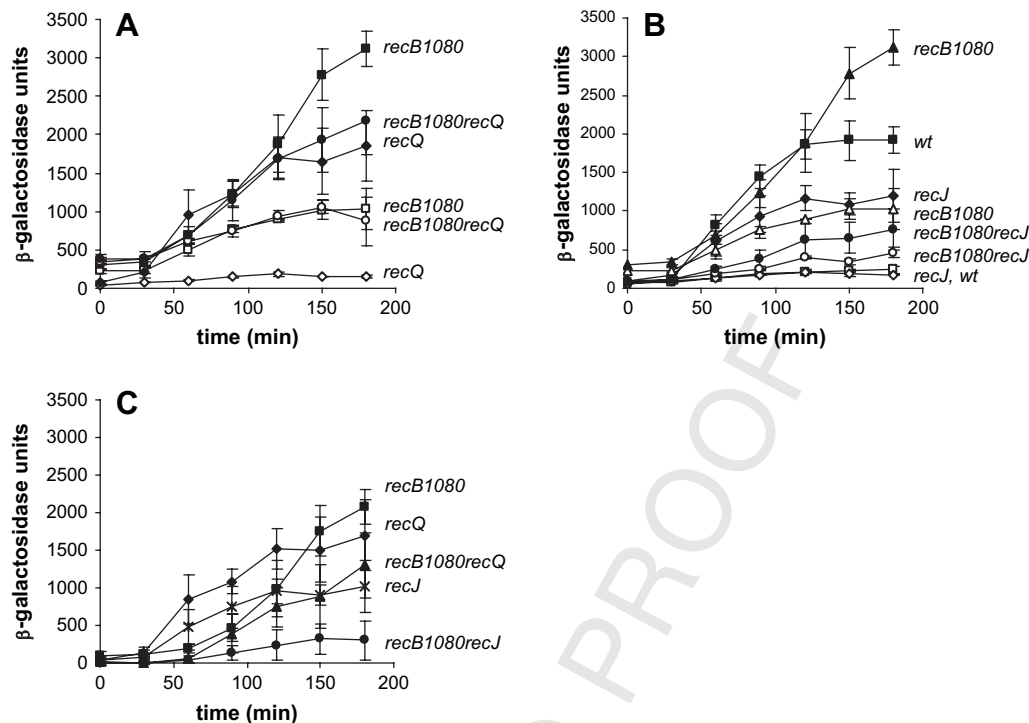 A
3500
3000
2500
2000
1500
1000
500
0
β-galactosidase units
0 50 100 150 200
time (min)
recB1080
recB1080recQ
recQ
recB1080
recB1080recQ
recQ
B
3500
3000
2500
2000
1500
1000
500
0
β-galactosidase units
0 50 100 150 200
time (min)
recB1080
wt
recJ
recB1080
recB1080recJ
recB1080recJ
recJ, wt
C
3500
3000
2500
2000
1500
1000
500
0
β-galactosidase units
0 50 100 150 200
time (min)
recB1080
recQ
recB1080recQ
recJ
recB1080recJ
PROOF